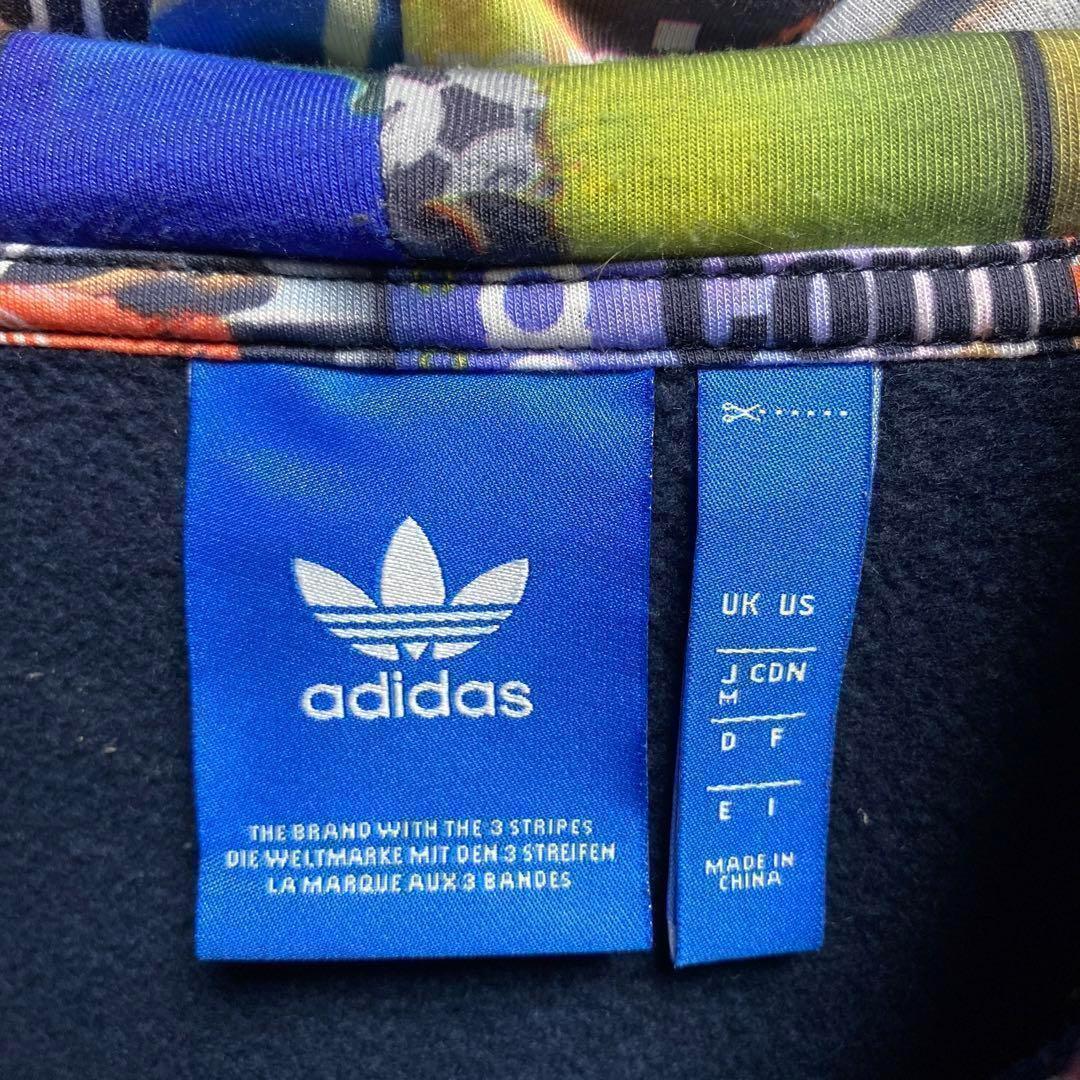 adidas
THE BRAND WITH THE 3 STRIPES
DIE WELTMARKE MIT DEN 3 STREIFEN
LA MARQUE AUX 3 BANDES
UK US
J CDN
M
D F
E I
MADE IN
CHINA